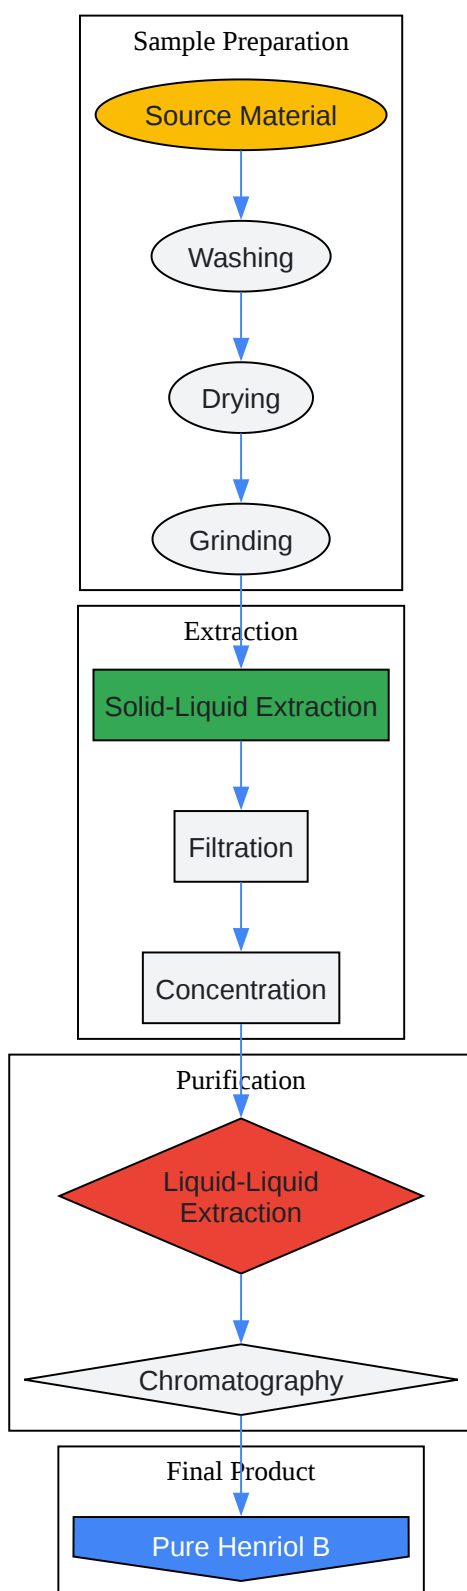 Sample Preparation
Source Material
Washing
Drying
Grinding
Extraction
Solid-Liquid Extraction
Filtration
Concentration
Purification
Liquid-Liquid
Extraction
Chromatography
Final Product
Pure Henriol B